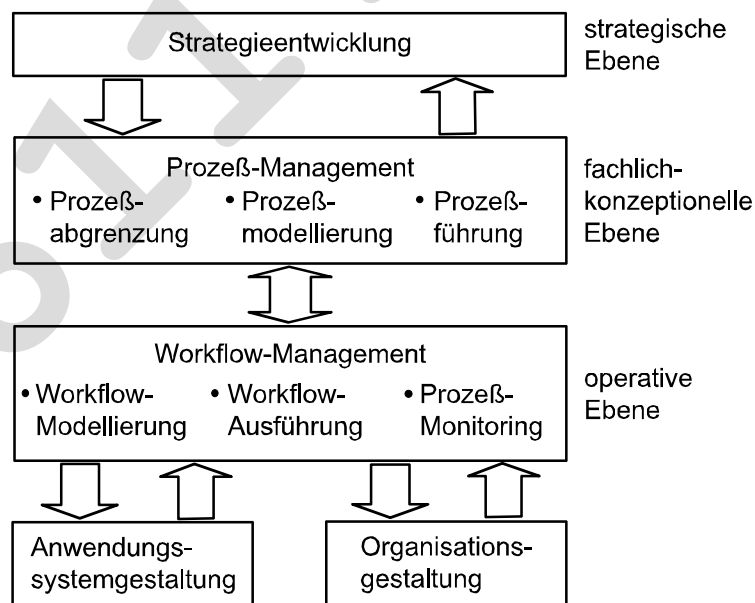 Strategieentwicklung
strategische
Ebene
Prozeß-Management
• Prozeß-
abgrenzung
• Prozeß-
modellierung
• Prozeß-
führung
fachlich-
konzeptionelle
Ebene
Workflow-Management
• Workflow-
Modellierung
• Workflow-
Ausführung
• Prozeß-
Monitoring
operative
Ebene
Anwendungs-
systemgestaltung
Organisations-
gestaltung